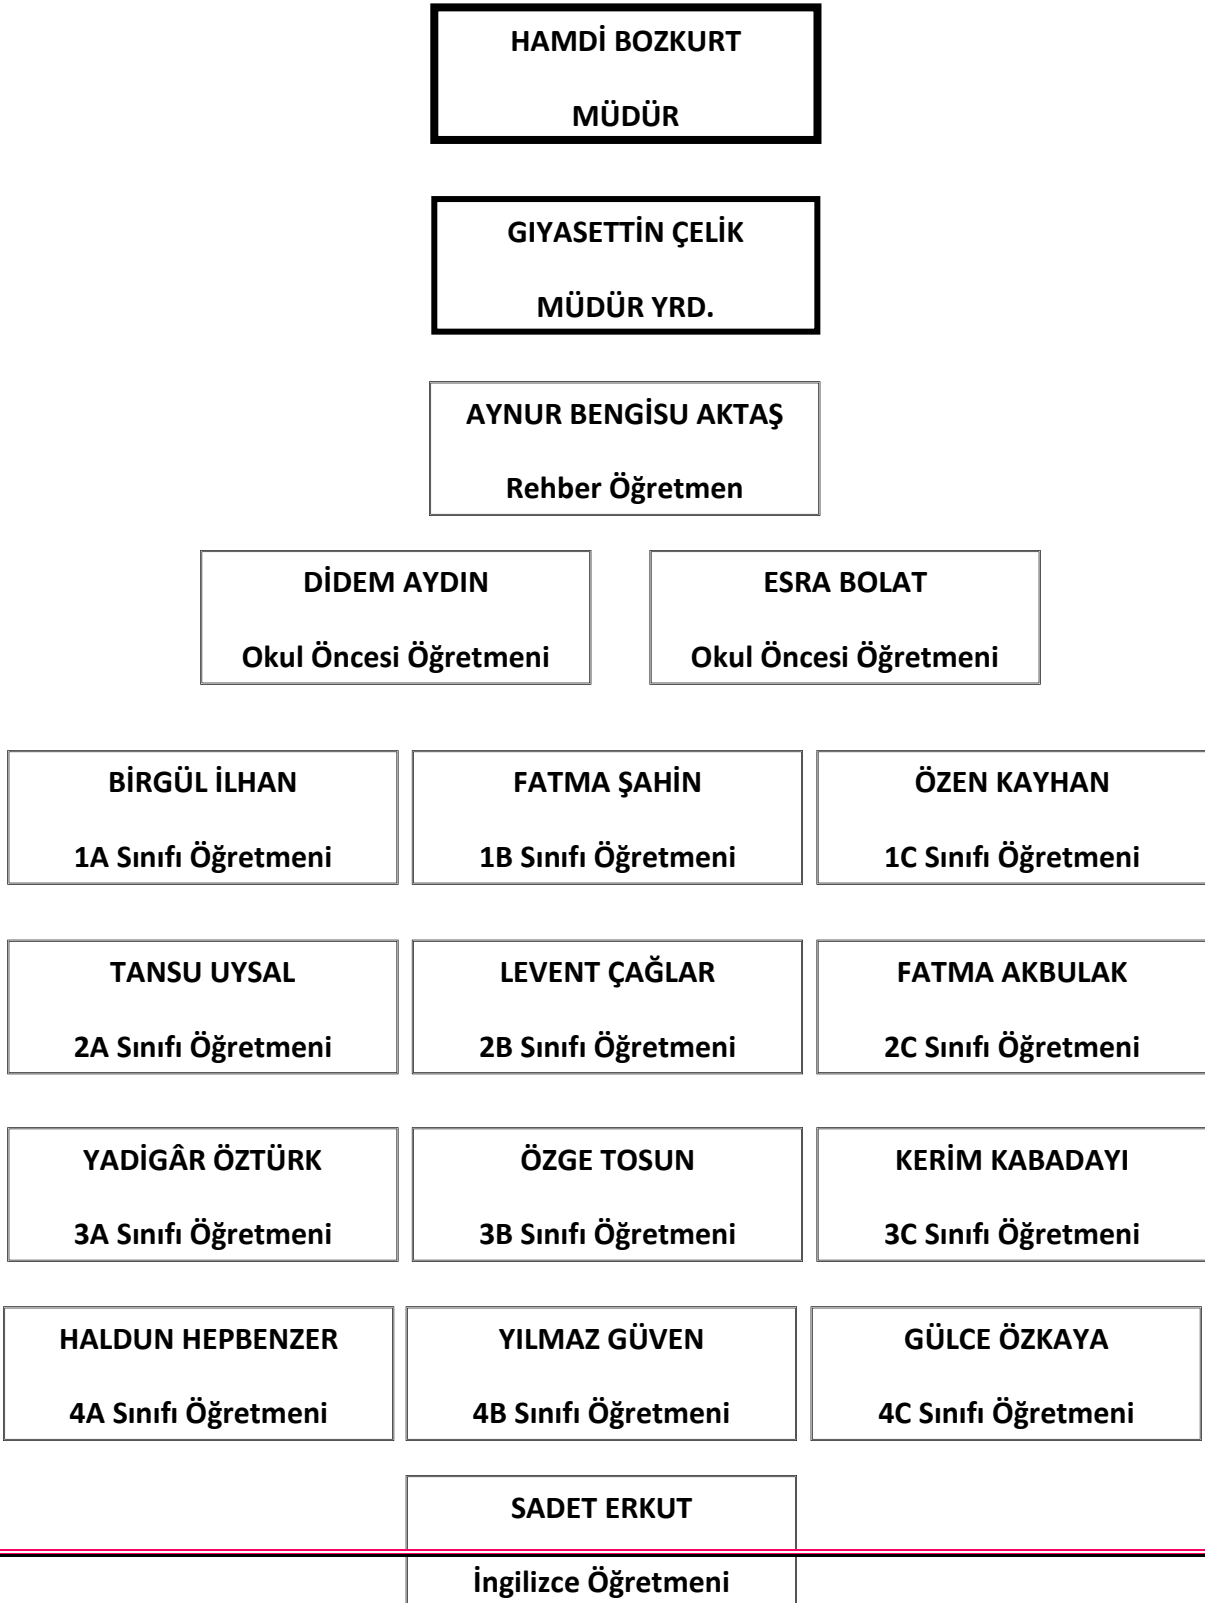 HAMDİ BOZKURT
MÜDÜR
GIYASETTİN ÇELİK
MÜDÜR YRD.
AYNUR BENGİSU AKTAŞ
Rehber Öğretmen
DİDEM AYDIN
Okul Öncesi Öğretmeni
ESRA BOLAT
Okul Öncesi Öğretmeni
BİRGÜL İLHAN
1A Sınıfı Öğretmeni
FATMA ŞAHİN
1B Sınıfı Öğretmeni
ÖZEN KAYHAN
1C Sınıfı Öğretmeni
TANSU UYSAL
2A Sınıfı Öğretmeni
LEVENT ÇAĞLAR
2B Sınıfı Öğretmeni
FATMA AKBULAK
2C Sınıfı Öğretmeni
YADİGÂR ÖZTÜRK
3A Sınıfı Öğretmeni
ÖZGE TOSUN
3B Sınıfı Öğretmeni
KERİM KABADAYI
3C Sınıfı Öğretmeni
HALDUN HEPBENZER
4A Sınıfı Öğretmeni
YILMAZ GÜVEN
4B Sınıfı Öğretmeni
GÜLCE ÖZKAYA
4C Sınıfı Öğretmeni
SADET ERKUT
İngilizce Öğretmeni